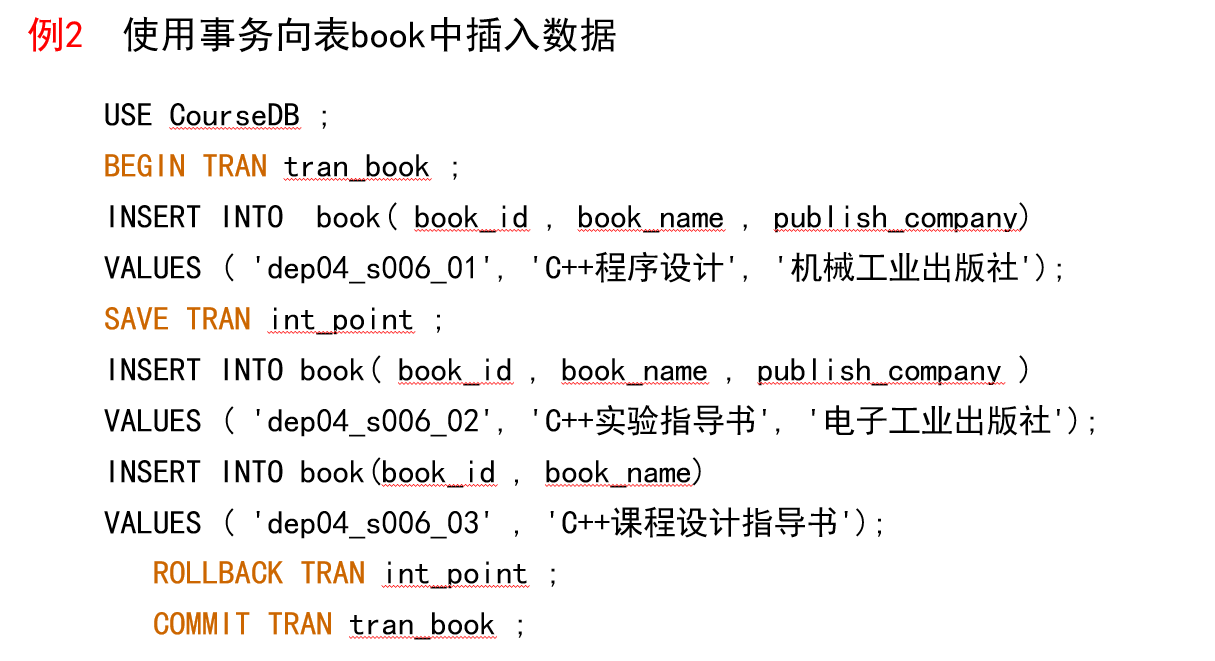 例2 使用事务向表book中插入数据
USE CourseDB ;
BEGIN TRAN tran_book ;
INSERT INTO book( book_id , book_name , publish_company)
VALUES ( 'dep04_s006_01', 'C++程序设计', '机械工业出版社');
SAVE TRAN int_point ;
INSERT INTO book( book_id , book_name , publish_company )
VALUES ( 'dep04_s006_02', 'C++实验指导书', '电子工业出版社');
INSERT INTO book(book_id , book_name)
VALUES ( 'dep04_s006_03' , 'C++课程设计指导书');
ROLLBACK TRAN int_point ;
COMMIT TRAN tran_book ;